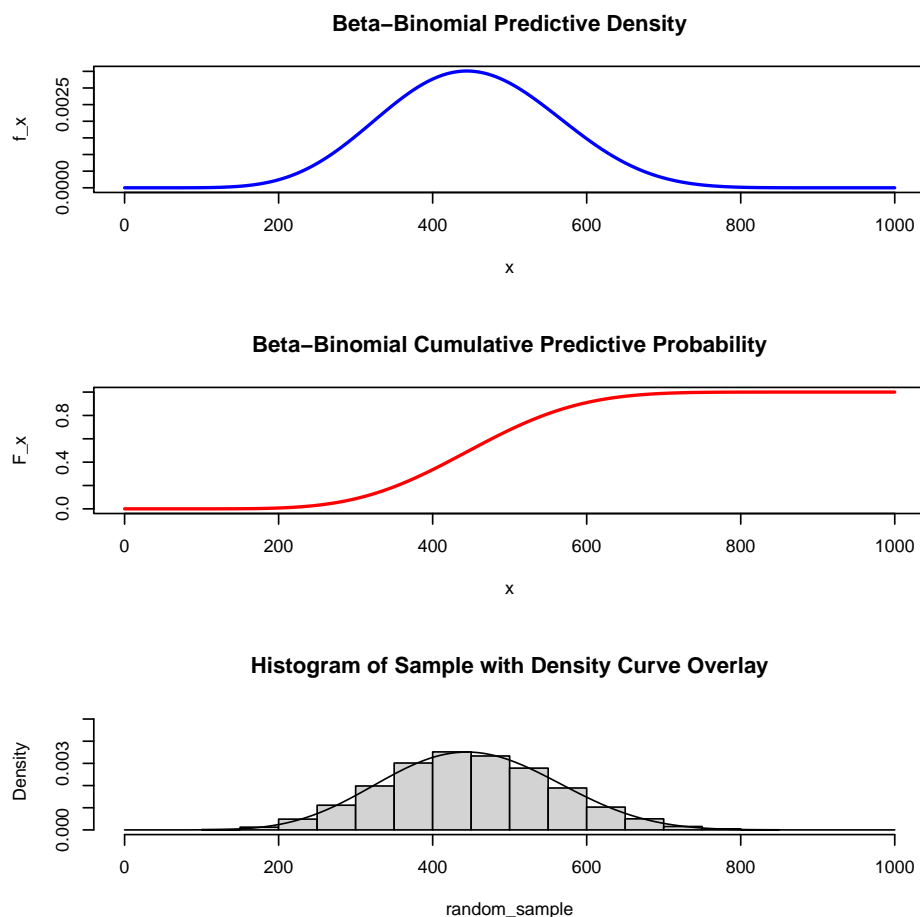 Beta−Binomial Predictive Density
f_x
0.0025
0.0000
0 200 400 600 800 1000
x
Beta−Binomial Cumulative Predictive Probability
F_x
0.8
0.4
0.0
0 200 400 600 800 1000
x
Histogram of Sample with Density Curve Overlay
Density
0.003
0.000
0 200 400 600 800 1000
random_sample